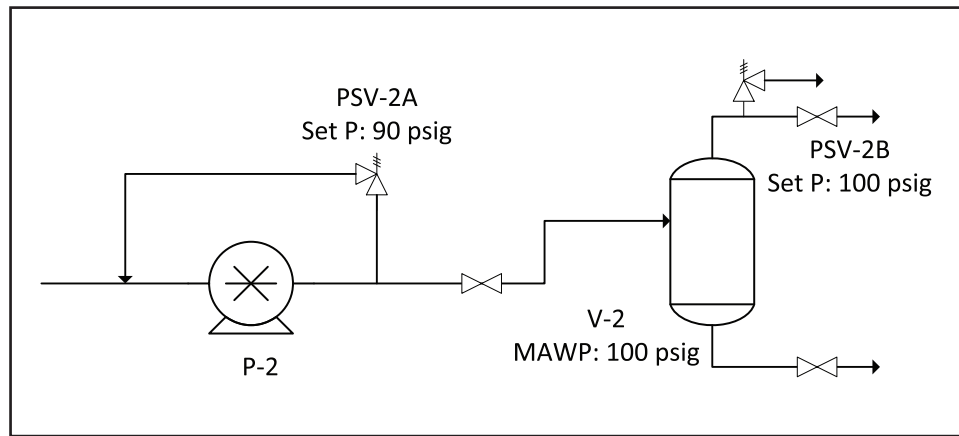 PSV-2A
Set P: 90 psig
PSV-2B
Set P: 100 psig
V-2
MAWP: 100 psig
P-2